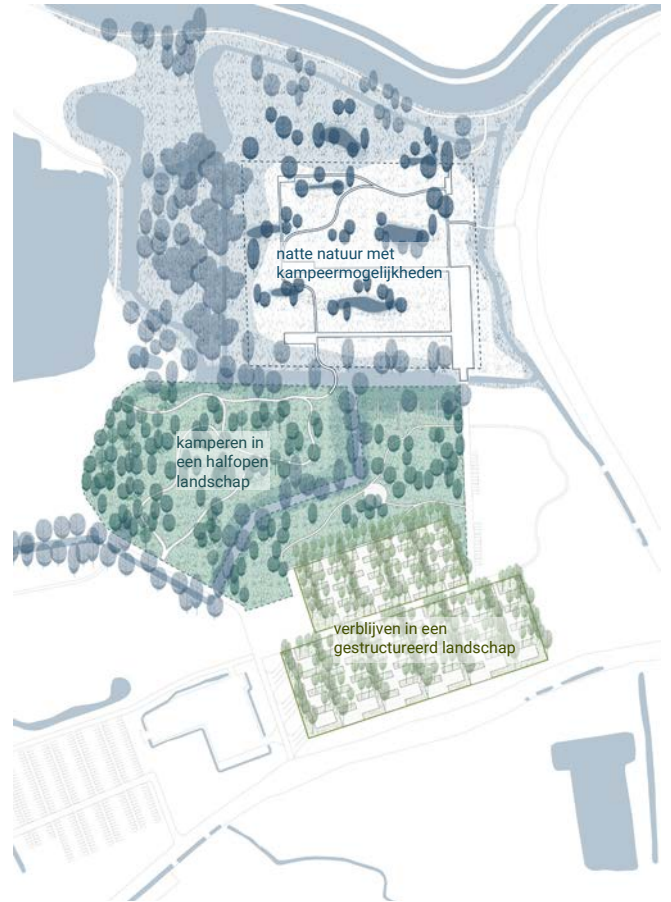 natte natuur met
kampeermogelijkheden
kamperen in
een halfopen
landschap
verblijven in een
gestructureerd landschap